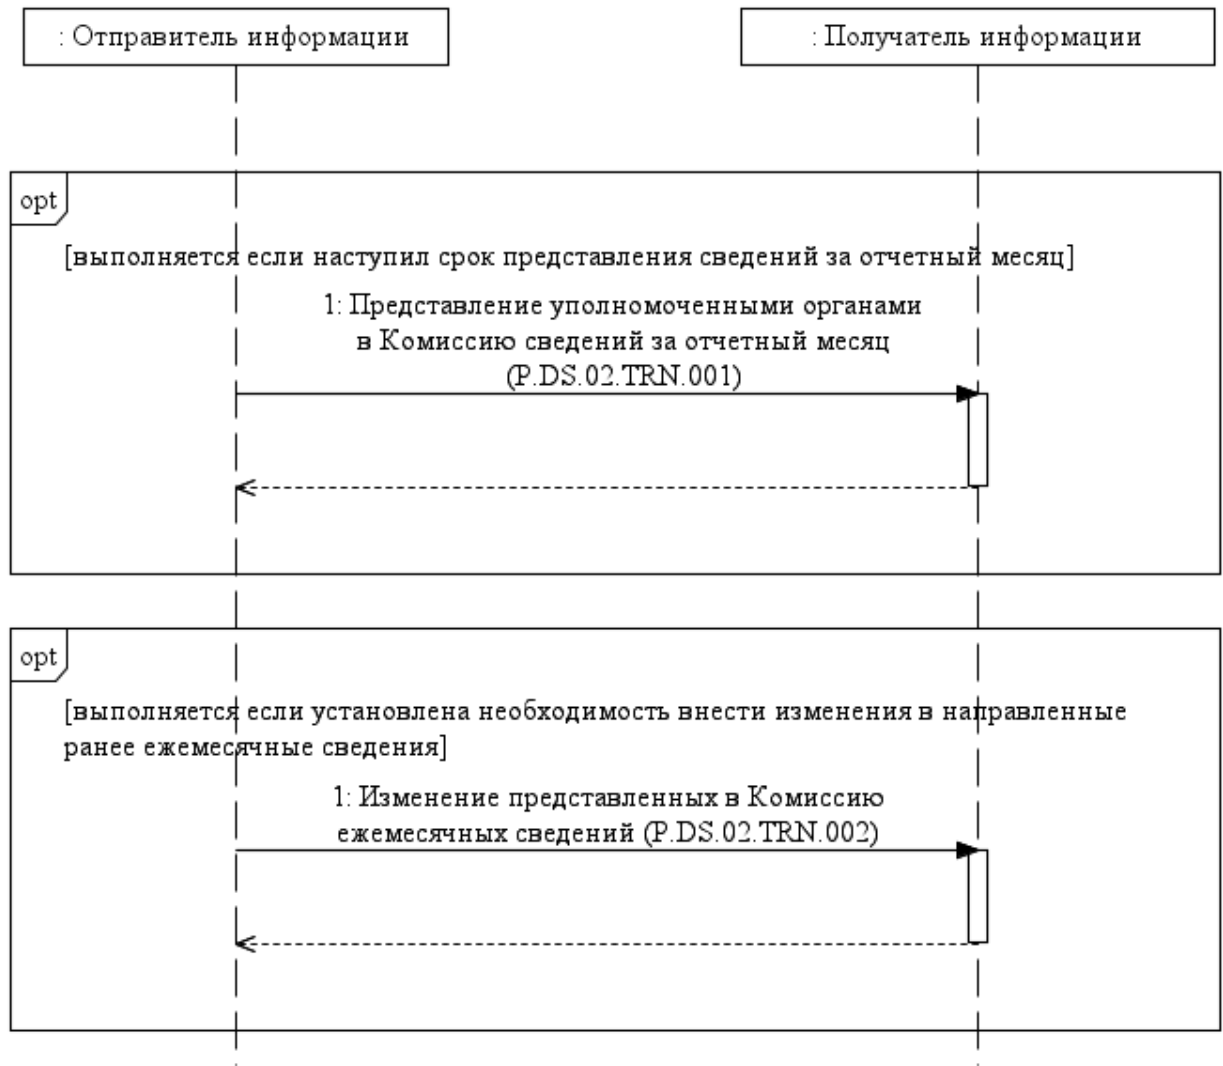 : Отправитель информации
: Получатель информации
opt
[выполняется если наступил срок представления сведений за отчетный месяц]
1: Представление уполномоченными органами
в Комиссию сведений за отчетный месяц
(P.DS.02.TRN.001)
opt
[выполняется если установлена необходимость внести изменения в направленные
ранее ежемесячные сведения]
1: Изменение представленных в Комиссию
ежемесячных сведений (P.DS.02.TRN.002)